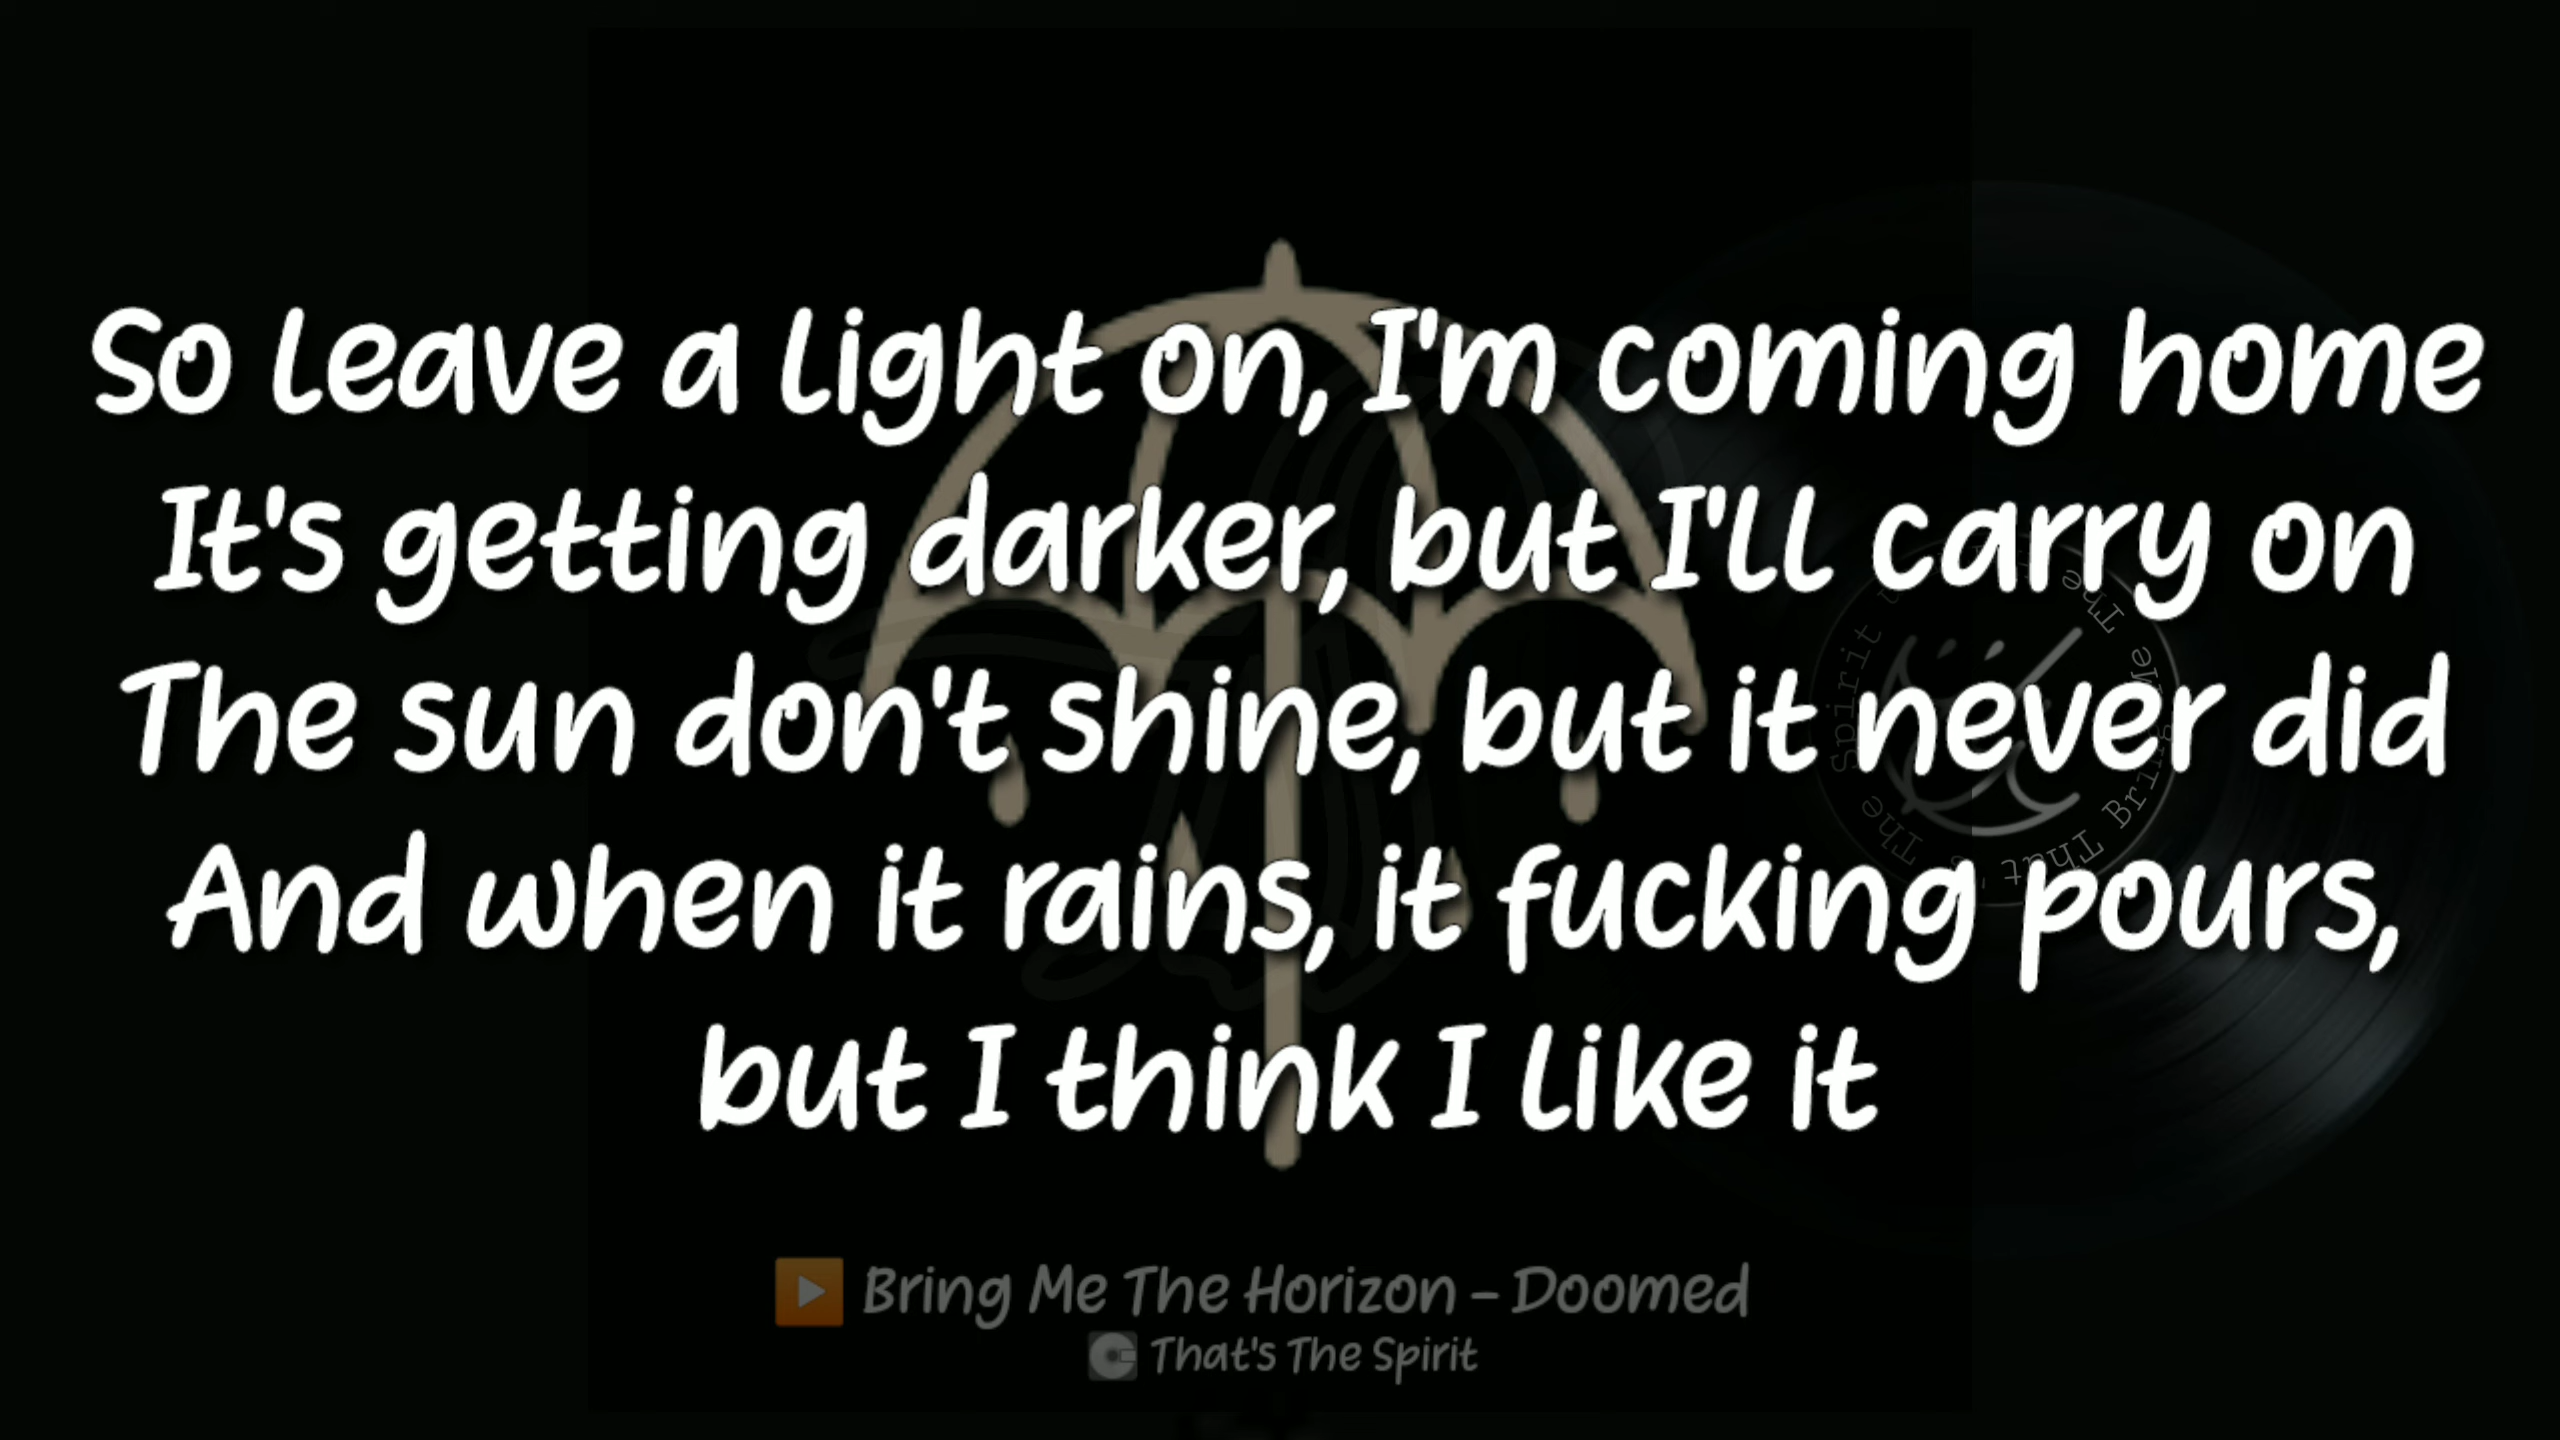 So leave a light on, I'm coming home
It's getting darker, but I'll carry on
The sun don't shine, but it never did
And when it rains, it fucking pours,
but I think I like it
Bring Me The Horizon - Doomed
That's The Spirit